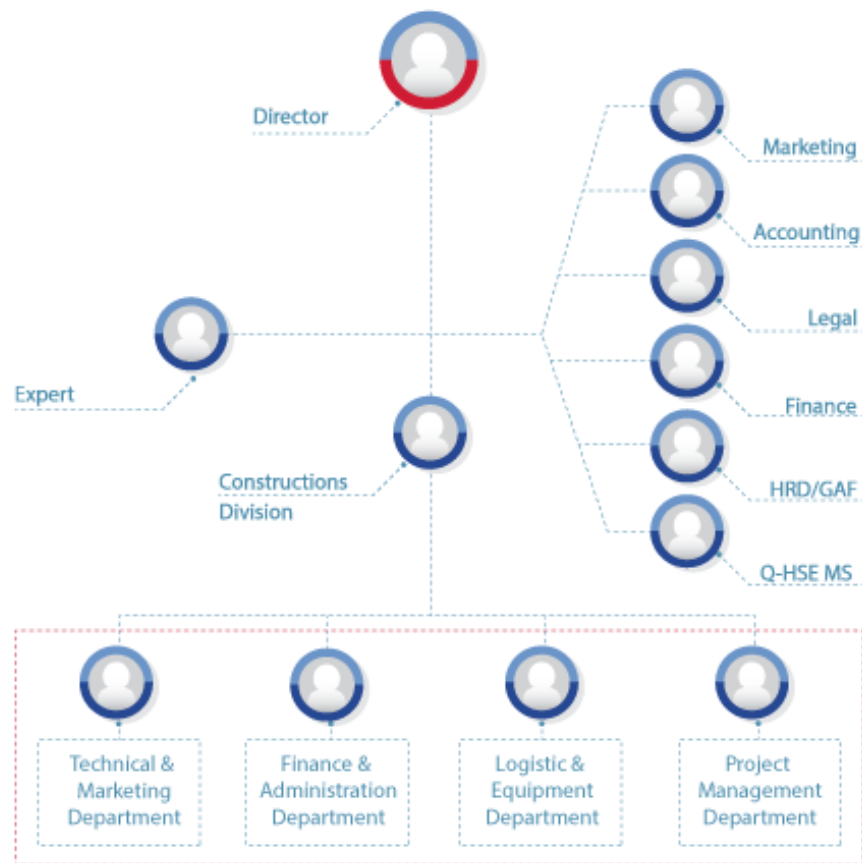 Director
Marketing
Accounting
Legal
Finance
HRD/GAF
Q-HSE MS
Expert
Constructions
Division
Technical &
Marketing
Department
Finance &
Administration
Department
Logistic &
Equipment
Department
Project
Management
Department